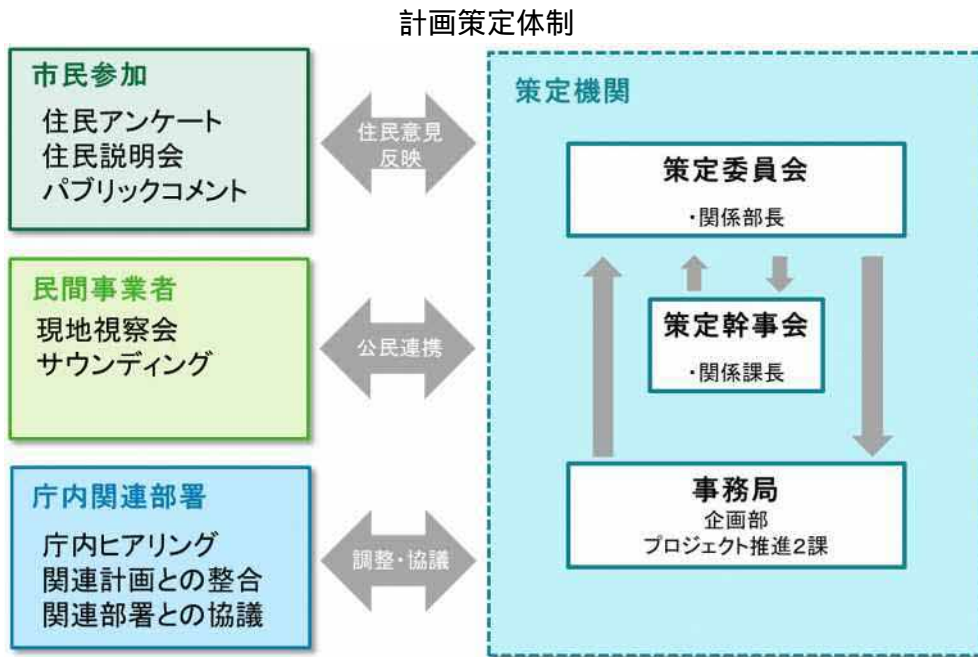 計画策定体制
市民参加
住民アンケート
住民説明会
パブリックコメント
住民意見
反映
民間事業者
現地視察会
サウンディング
公民連携
庁内関連部署
庁内ヒアリング
関連計画との整合
関連部署との協議
調整・協議
策定機関
策定委員会
・関係部長
策定幹事会
・関係課長
事務局
企画部
プロジェクト推進2課